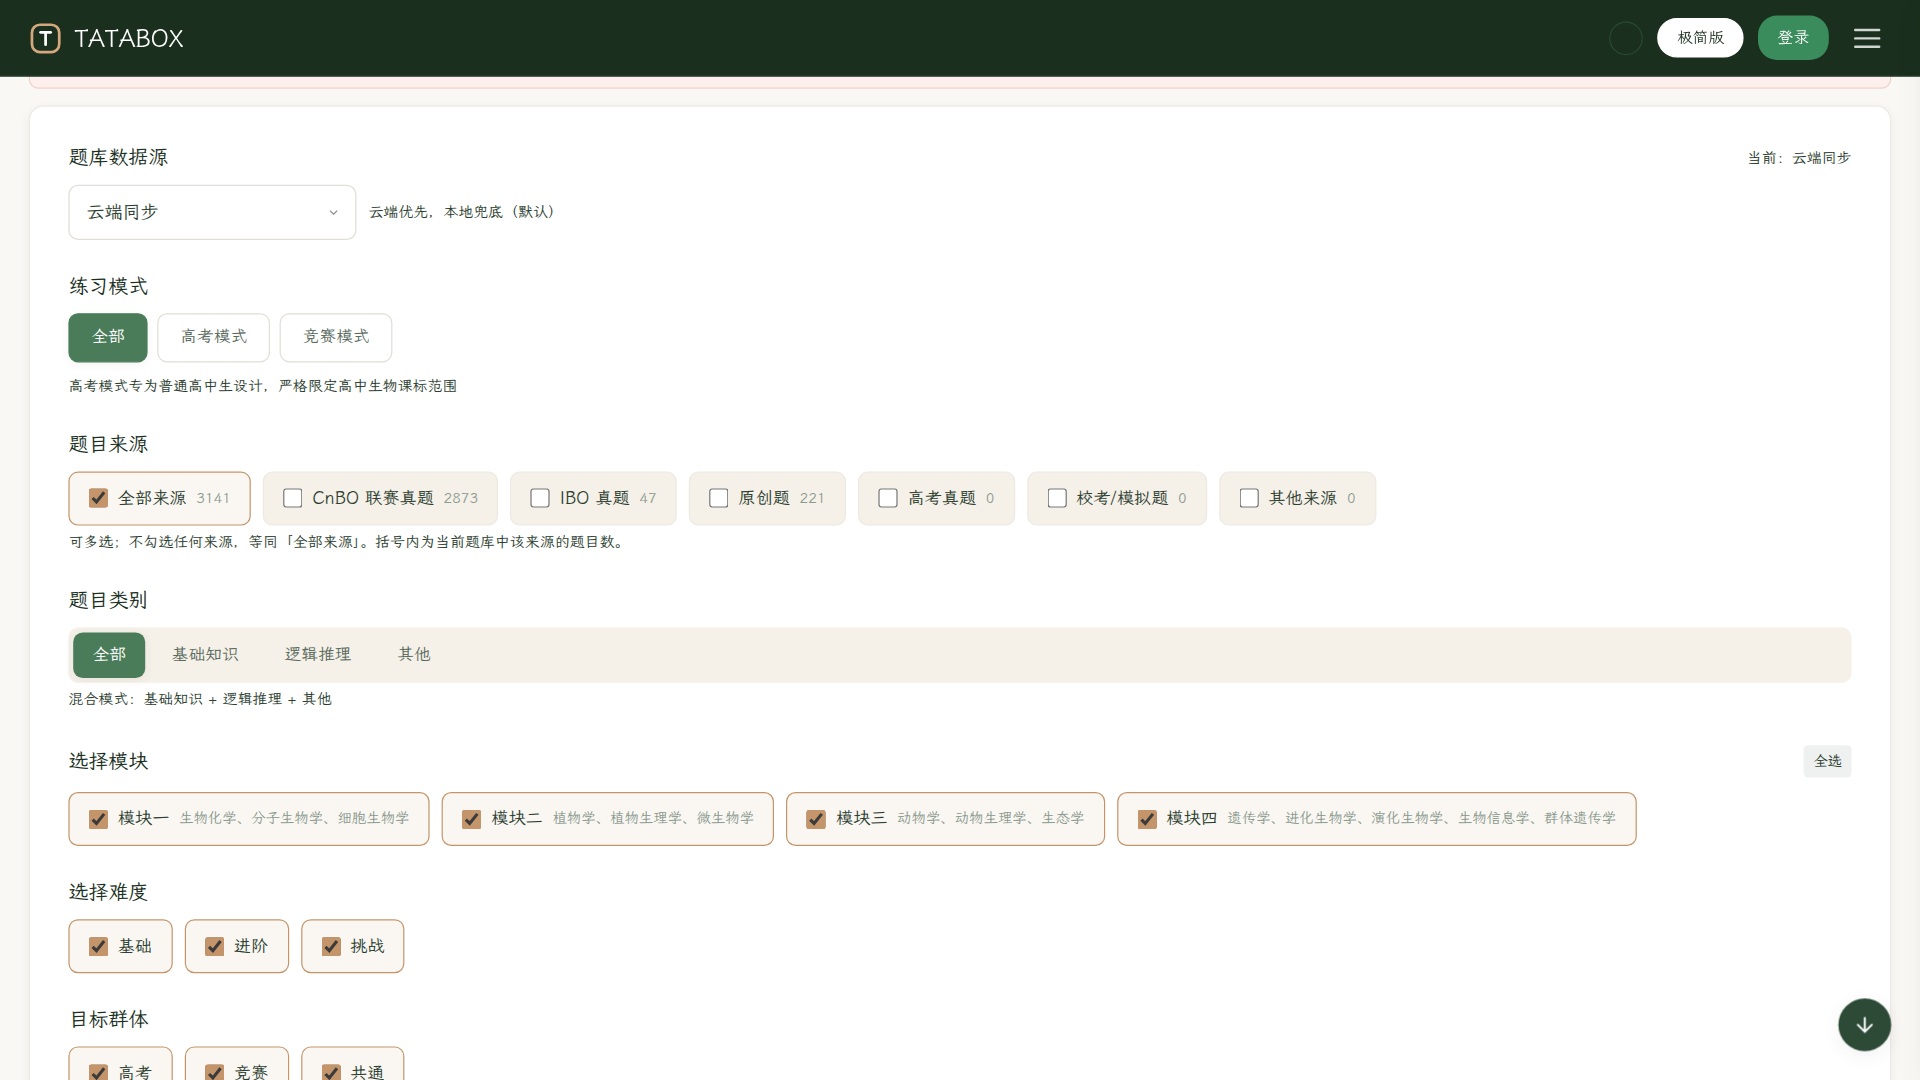 TATABOX
极简版
登录
题库数据源
当前：云端同步
云端同步
云端优先，本地兜底（默认）
练习模式
全部 高考模式 竞赛模式
高考模式专为普通高中生设计，严格限定高中生物课标范围
题目来源
全部来源 3141 CnBO 联赛真题 2873 IBO 真题 47 原创题 221 高考真题 0 校考/模拟题 0 其他来源 0
可多选；不勾选任何来源，等同「全部来源」。括号内为当前题库中该来源的题目数。
题目类别
全部 基础知识 逻辑推理 其他
混合模式：基础知识 + 逻辑推理 + 其他
选择模块
全选
模块一 生物化学、分子生物学、细胞生物学 模块二 植物学、植物生理学、微生物学 模块三 动物学、动物生理学、生态学 模块四 遗传学、进化生物学、演化生物学、生物信息学、群体遗传学
选择难度
基础 进阶 挑战
目标群体
高考 竞赛 共通